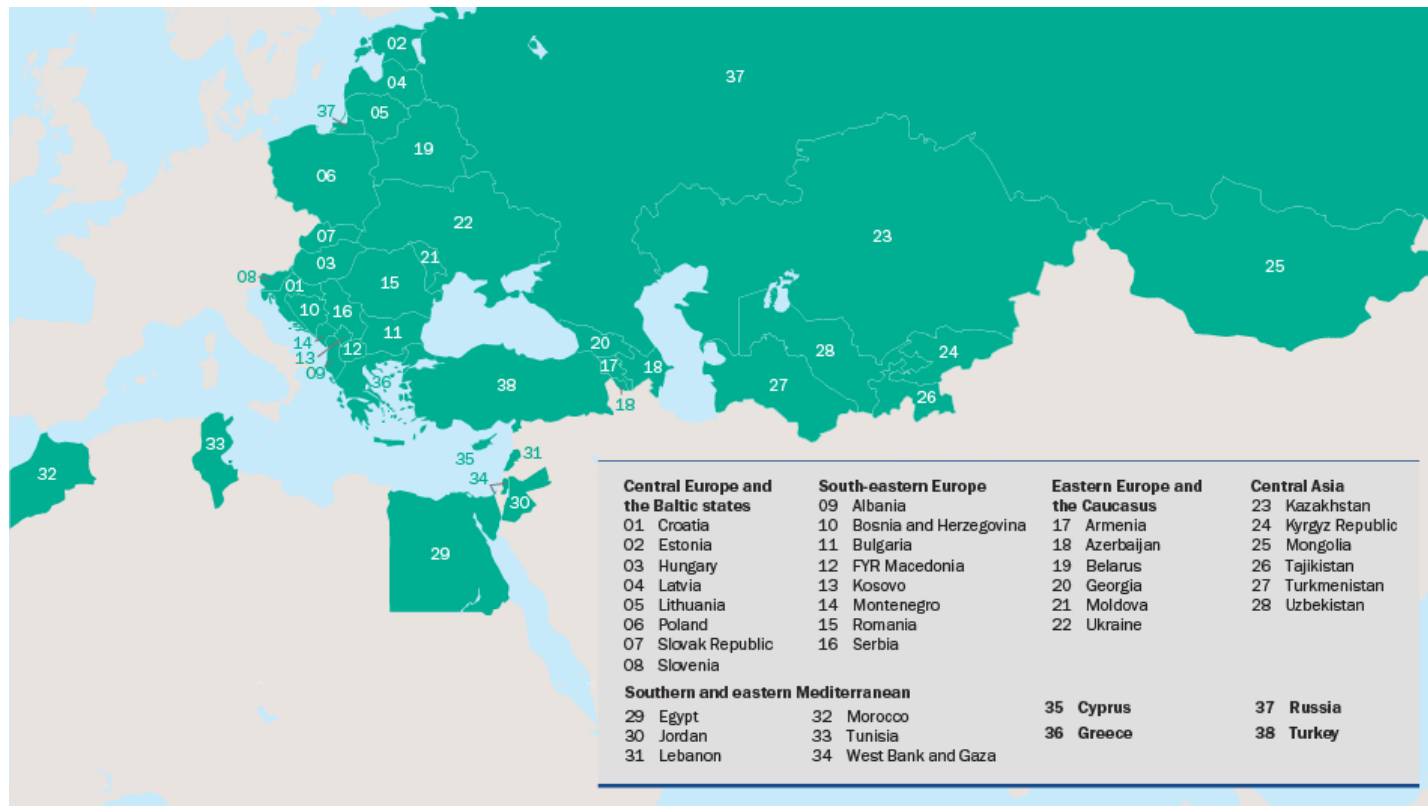 02
37
04
37
05
19
06
22
07
23
03
21
25
08
01
15
10
16
11
14
20
12
28
13
24
17
18
09
36
38
27
26
18
33
32
35
31
34
30
29
Central Europe and
the Baltic states
01 Croatia
02 Estonia
03 Hungary
04 Latvia
05 Lithuania
06 Poland
07 Slovak Republic
08 Slovenia
South-eastern Europe
09 Albania
10 Bosnia and Herzegovina
11 Bulgaria
12 FYR Macedonia
13 Kosovo
14 Montenegro
15 Romania
16 Serbia
Eastern Europe and
the Caucasus
17 Armenia
18 Azerbaijan
19 Belarus
20 Georgia
21 Moldova
22 Ukraine
Central Asia
23 Kazakhstan
24 Kyrgyz Republic
25 Mongolia
26 Tajikistan
27 Turkmenistan
28 Uzbekistan
Southern and eastern Mediterranean
29 Egypt
30 Jordan
31 Lebanon
32 Morocco
33 Tunisia
34 West Bank and Gaza
35 Cyprus
36 Greece
37 Russia
38 Turkey